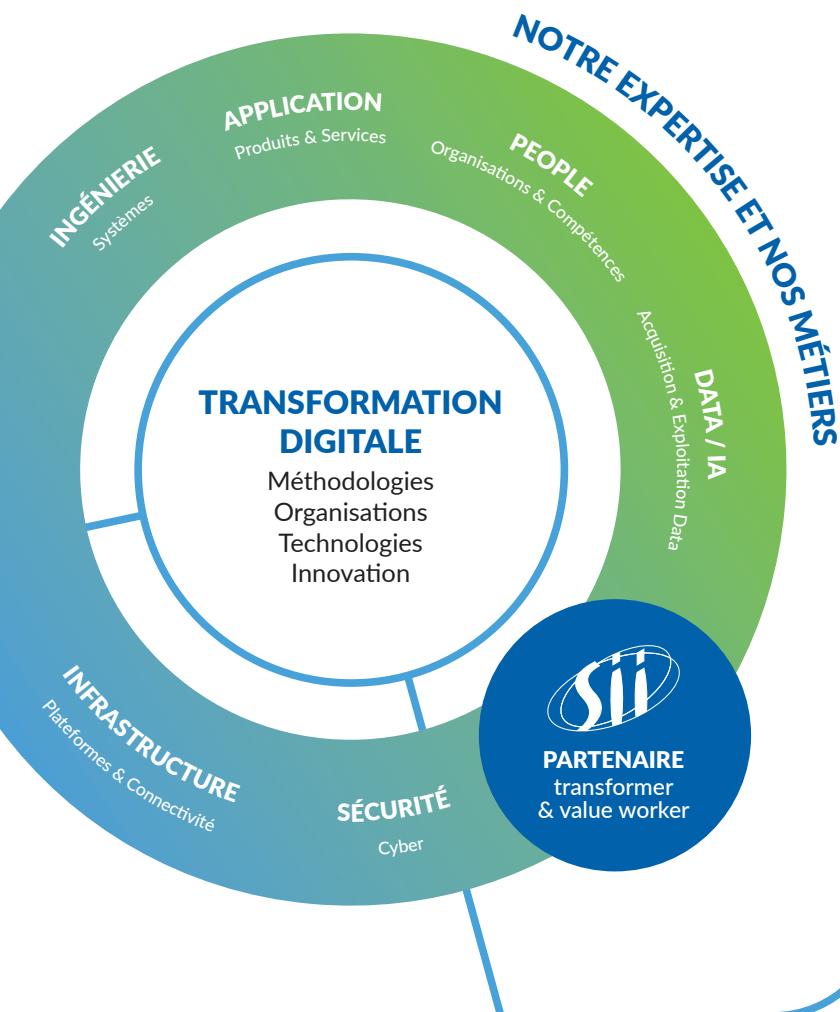 NOTRE EXPERTISE ET NOS MÉTIERS
INGÉNIERIE
Systèmes
APPLICATION
Produits & Services
PEOPLE
Organisations & Compétences
DATA / IA
Acquisition & Exploitation Data
TRANSFORMATION
DIGITALE
Méthodologies
Organisations
Technologies
Innovation
INFRASTRUCTURE
Plateformes & Connectivité
SÉCURITÉ
Cyber
sii
PARTENAIRE
transformer
& value worker